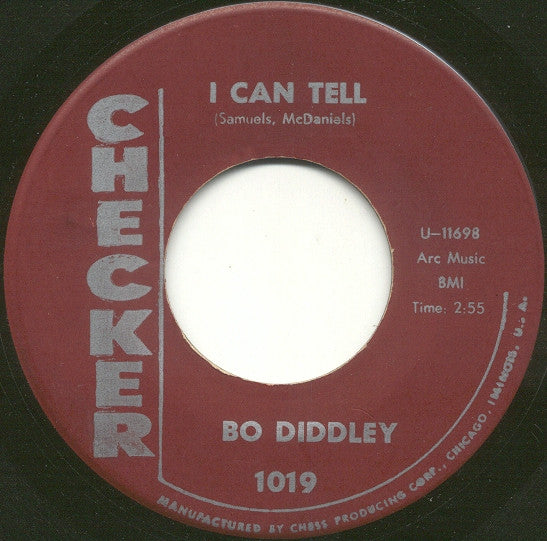 CHECKER
I CAN TELL
(Samuels, McDaniels)
U-11698
Arc Music
BMI
Time: 2:55
BO DIDDLEY
1019
MANUFACTURED BY CHESS PRODUCING CORP., CHICAGO, ILLINOIS, U. S. A.